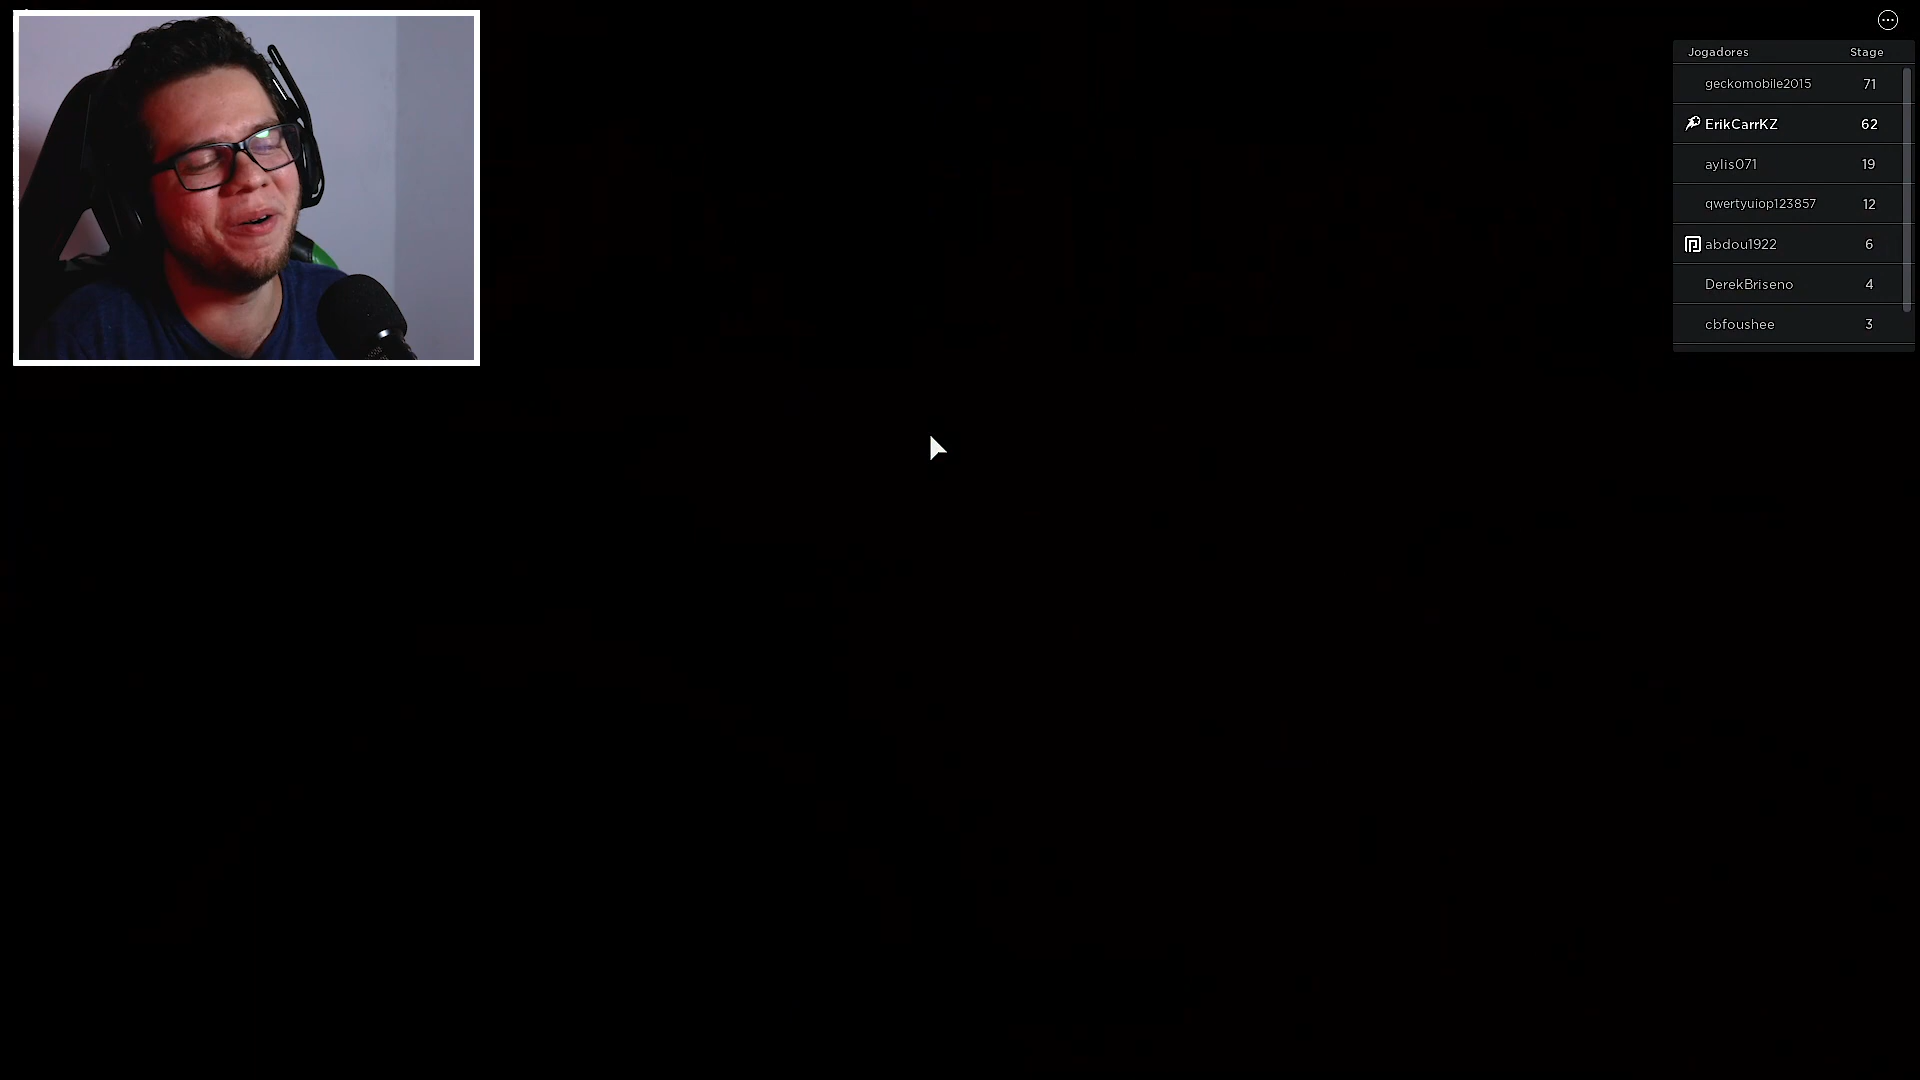 Jogadores Stage
geckomobile2015 71
ErikCarrKZ 62
aylis071 19
qwertyuiop123857 12
abdou1922 6
DerekBriseno 4
cbfoushee 3